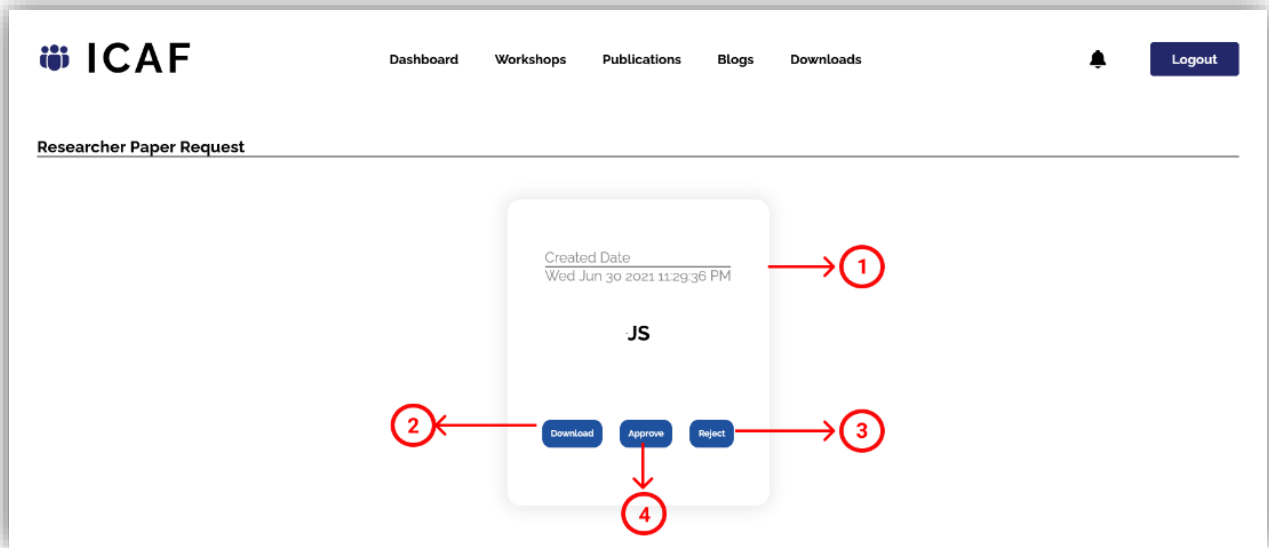 ICAF
Dashboard Workshops Publications Blogs Downloads Logout
Researcher Paper Request
Created Date
Wed Jun 30 2021 11:29:36 PM
1
JS
2
Download Approve Reject
3
4